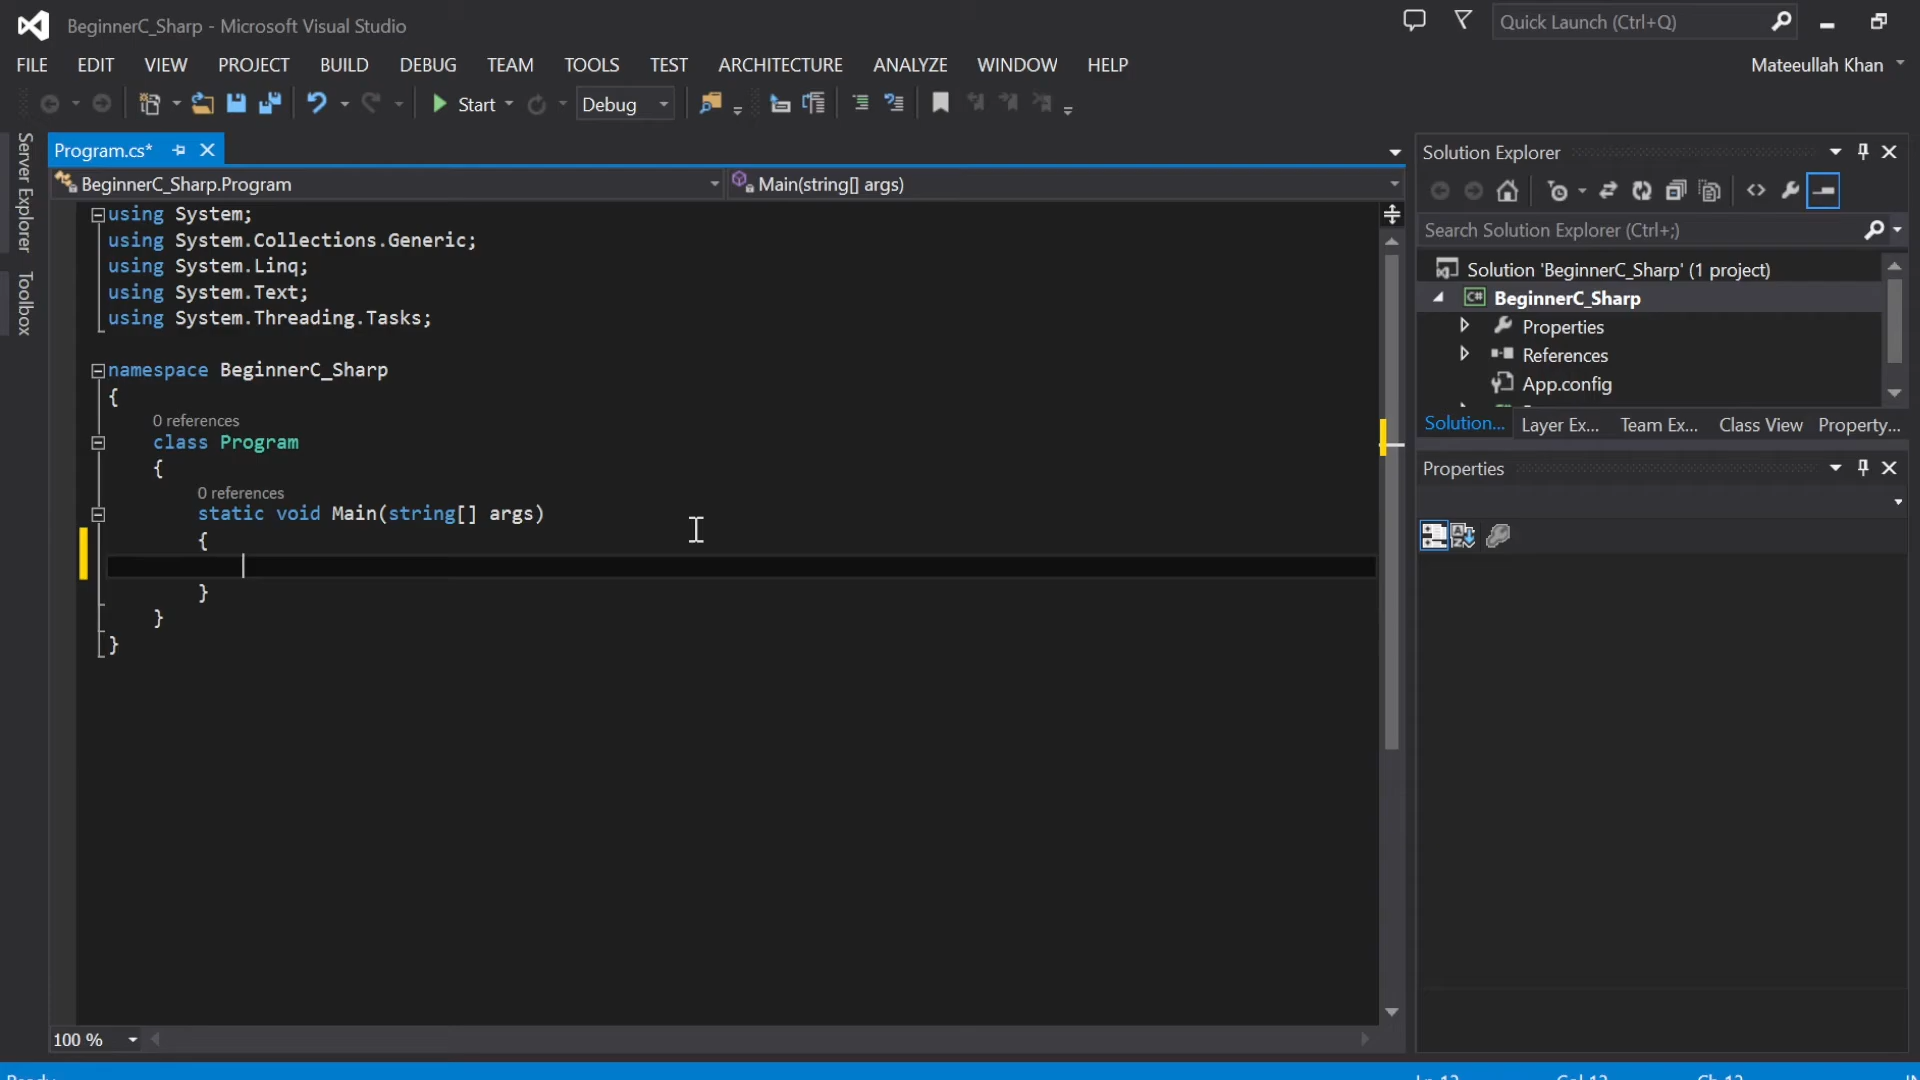 BeginnerC_Sharp - Microsoft Visual Studio
Quick Launch (Ctrl+Q)
FILE EDIT VIEW PROJECT BUILD DEBUG TEAM TOOLS TEST ARCHITECTURE ANALYZE WINDOW HELP
Mateeullah Khan
Start
Debug
Server Explorer
Toolbox
Program.cs*
BeginnerC_Sharp.Program
Main(string[] args)
using System;
using System.Collections.Generic;
using System.Linq;
using System.Text;
using System.Threading.Tasks;
namespace BeginnerC_Sharp
{
0 references
class Program
{
0 references
static void Main(string[] args)
{
}
}
}
100 %
Solution Explorer
Search Solution Explorer (Ctrl+;)
Solution 'BeginnerC_Sharp' (1 project)
C# BeginnerC_Sharp
Properties
References
App.config
Solution... Layer Ex... Team Ex... Class View Property...
Properties